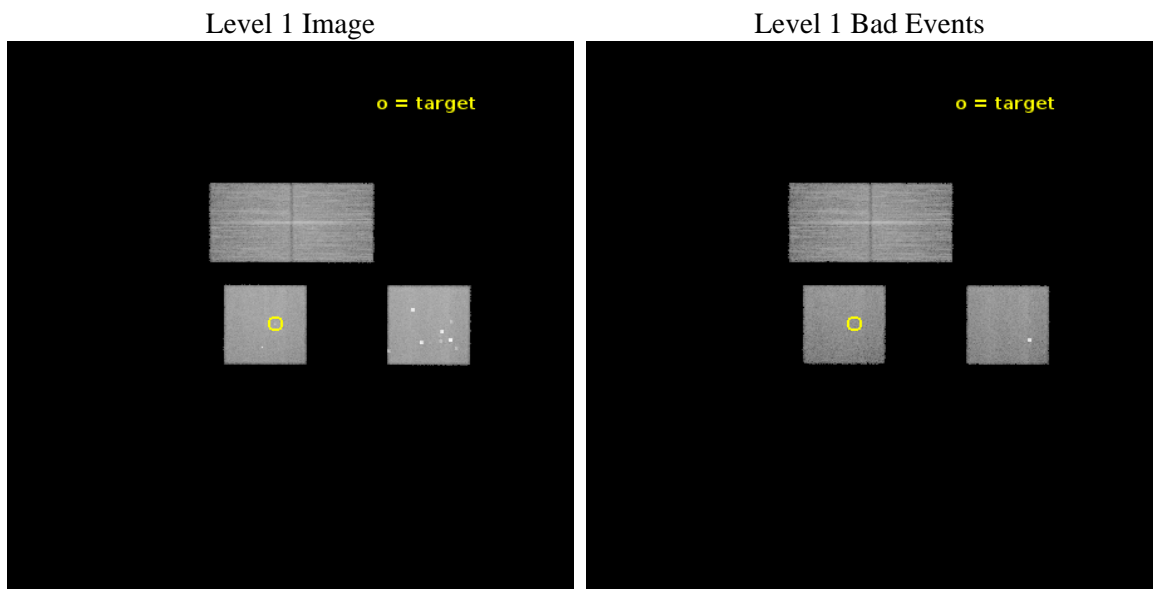 Level 1 Image
Level 1 Bad Events
o = target
o = target